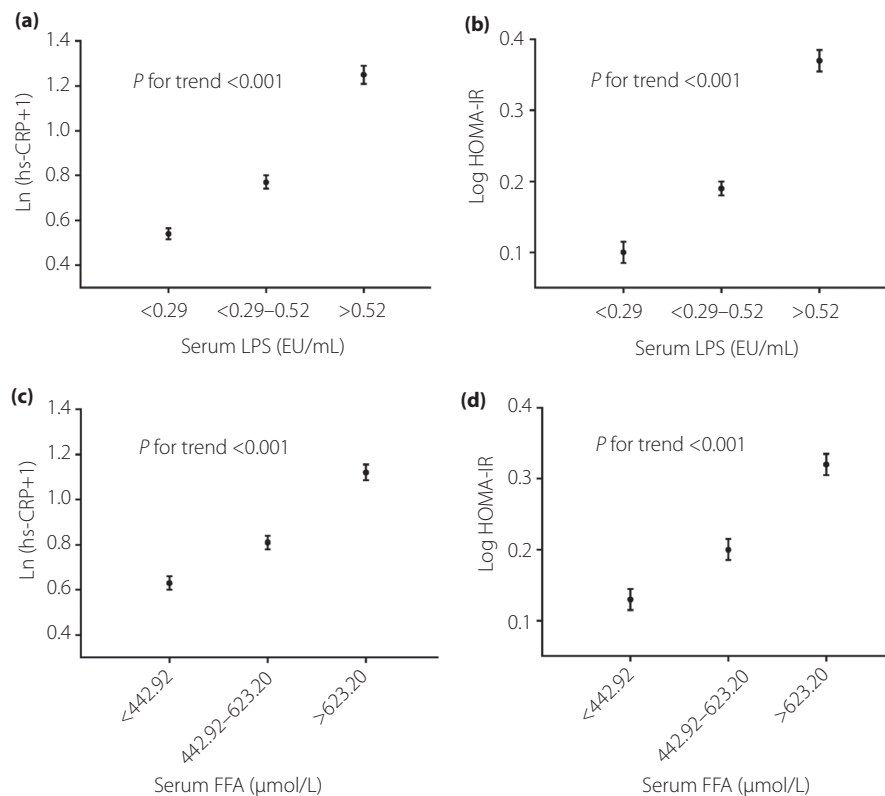 (a)
1.4
1.2
1.0
0.8
0.6
0.4
Ln (hs-CRP+1)
P for trend <0.001
<0.29
<0.29–0.52
>0.52
Serum LPS (EU/mL)
(b)
0.4
0.3
0.2
0.1
Log HOMA-IR
P for trend <0.001
<0.29
<0.29–0.52
>0.52
Serum LPS (EU/mL)
(c)
1.4
1.2
1.0
0.8
0.6
0.4
Ln (hs-CRP+1)
P for trend <0.001
<442.92
442.92–623.20
>623.20
Serum FFA (μmol/L)
(d)
0.4
0.3
0.2
0.1
Log HOMA-IR
P for trend <0.001
<442.92
442.92–623.20
>623.20
Serum FFA (μmol/L)